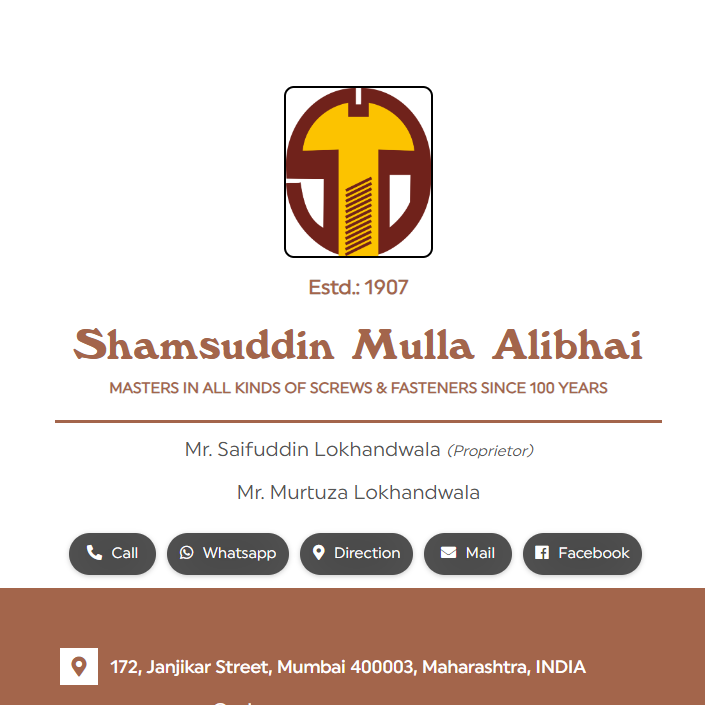 Estd.: 1907
Shamsuddin Mulla Alibhai
MASTERS IN ALL KINDS OF SCREWS & FASTENERS SINCE 100 YEARS
Mr. Saifuddin Lokhandwala (Proprietor)
Mr. Murtuza Lokhandwala
Call Whatsapp Direction Mail Facebook
172, Janjikar Street, Mumbai 400003, Maharashtra, INDIA